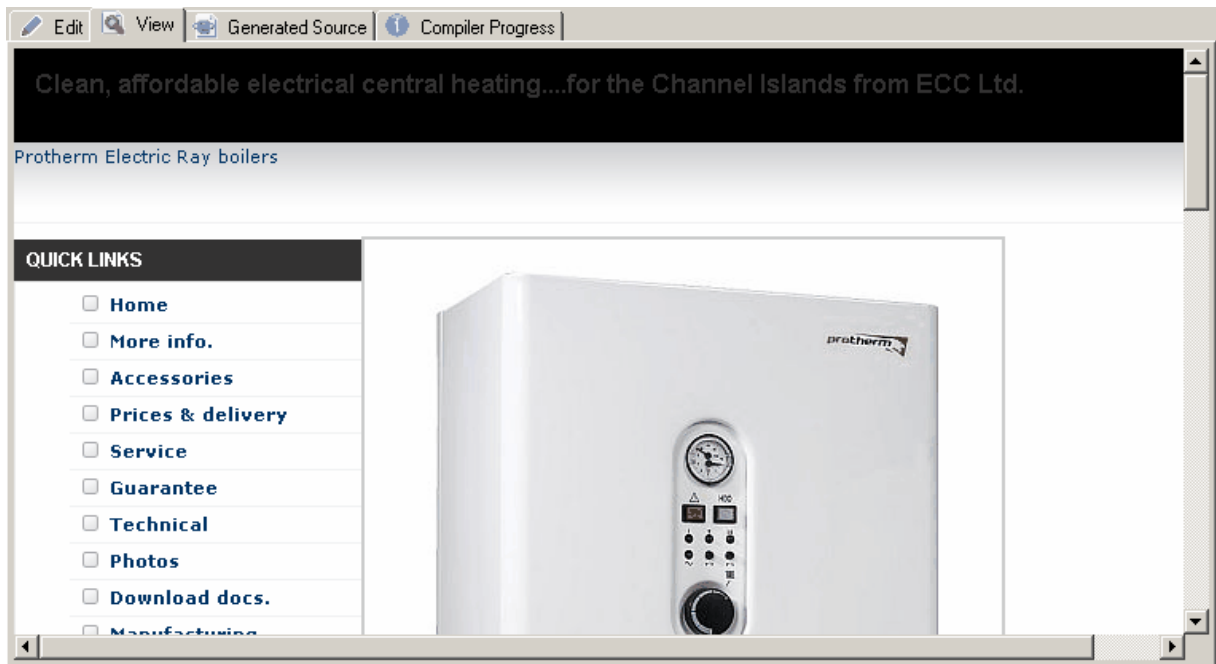 Edit View Generated Source Compiler Progress
Clean, affordable electrical central heating....for the Channel Islands from ECC Ltd.
Protherm Electric Ray boilers
QUICK LINKS
Home
More info.
protherm
Accessories
Prices & delivery
Service
Guarantee
Technical
Photos
Download docs.
Manufacturing